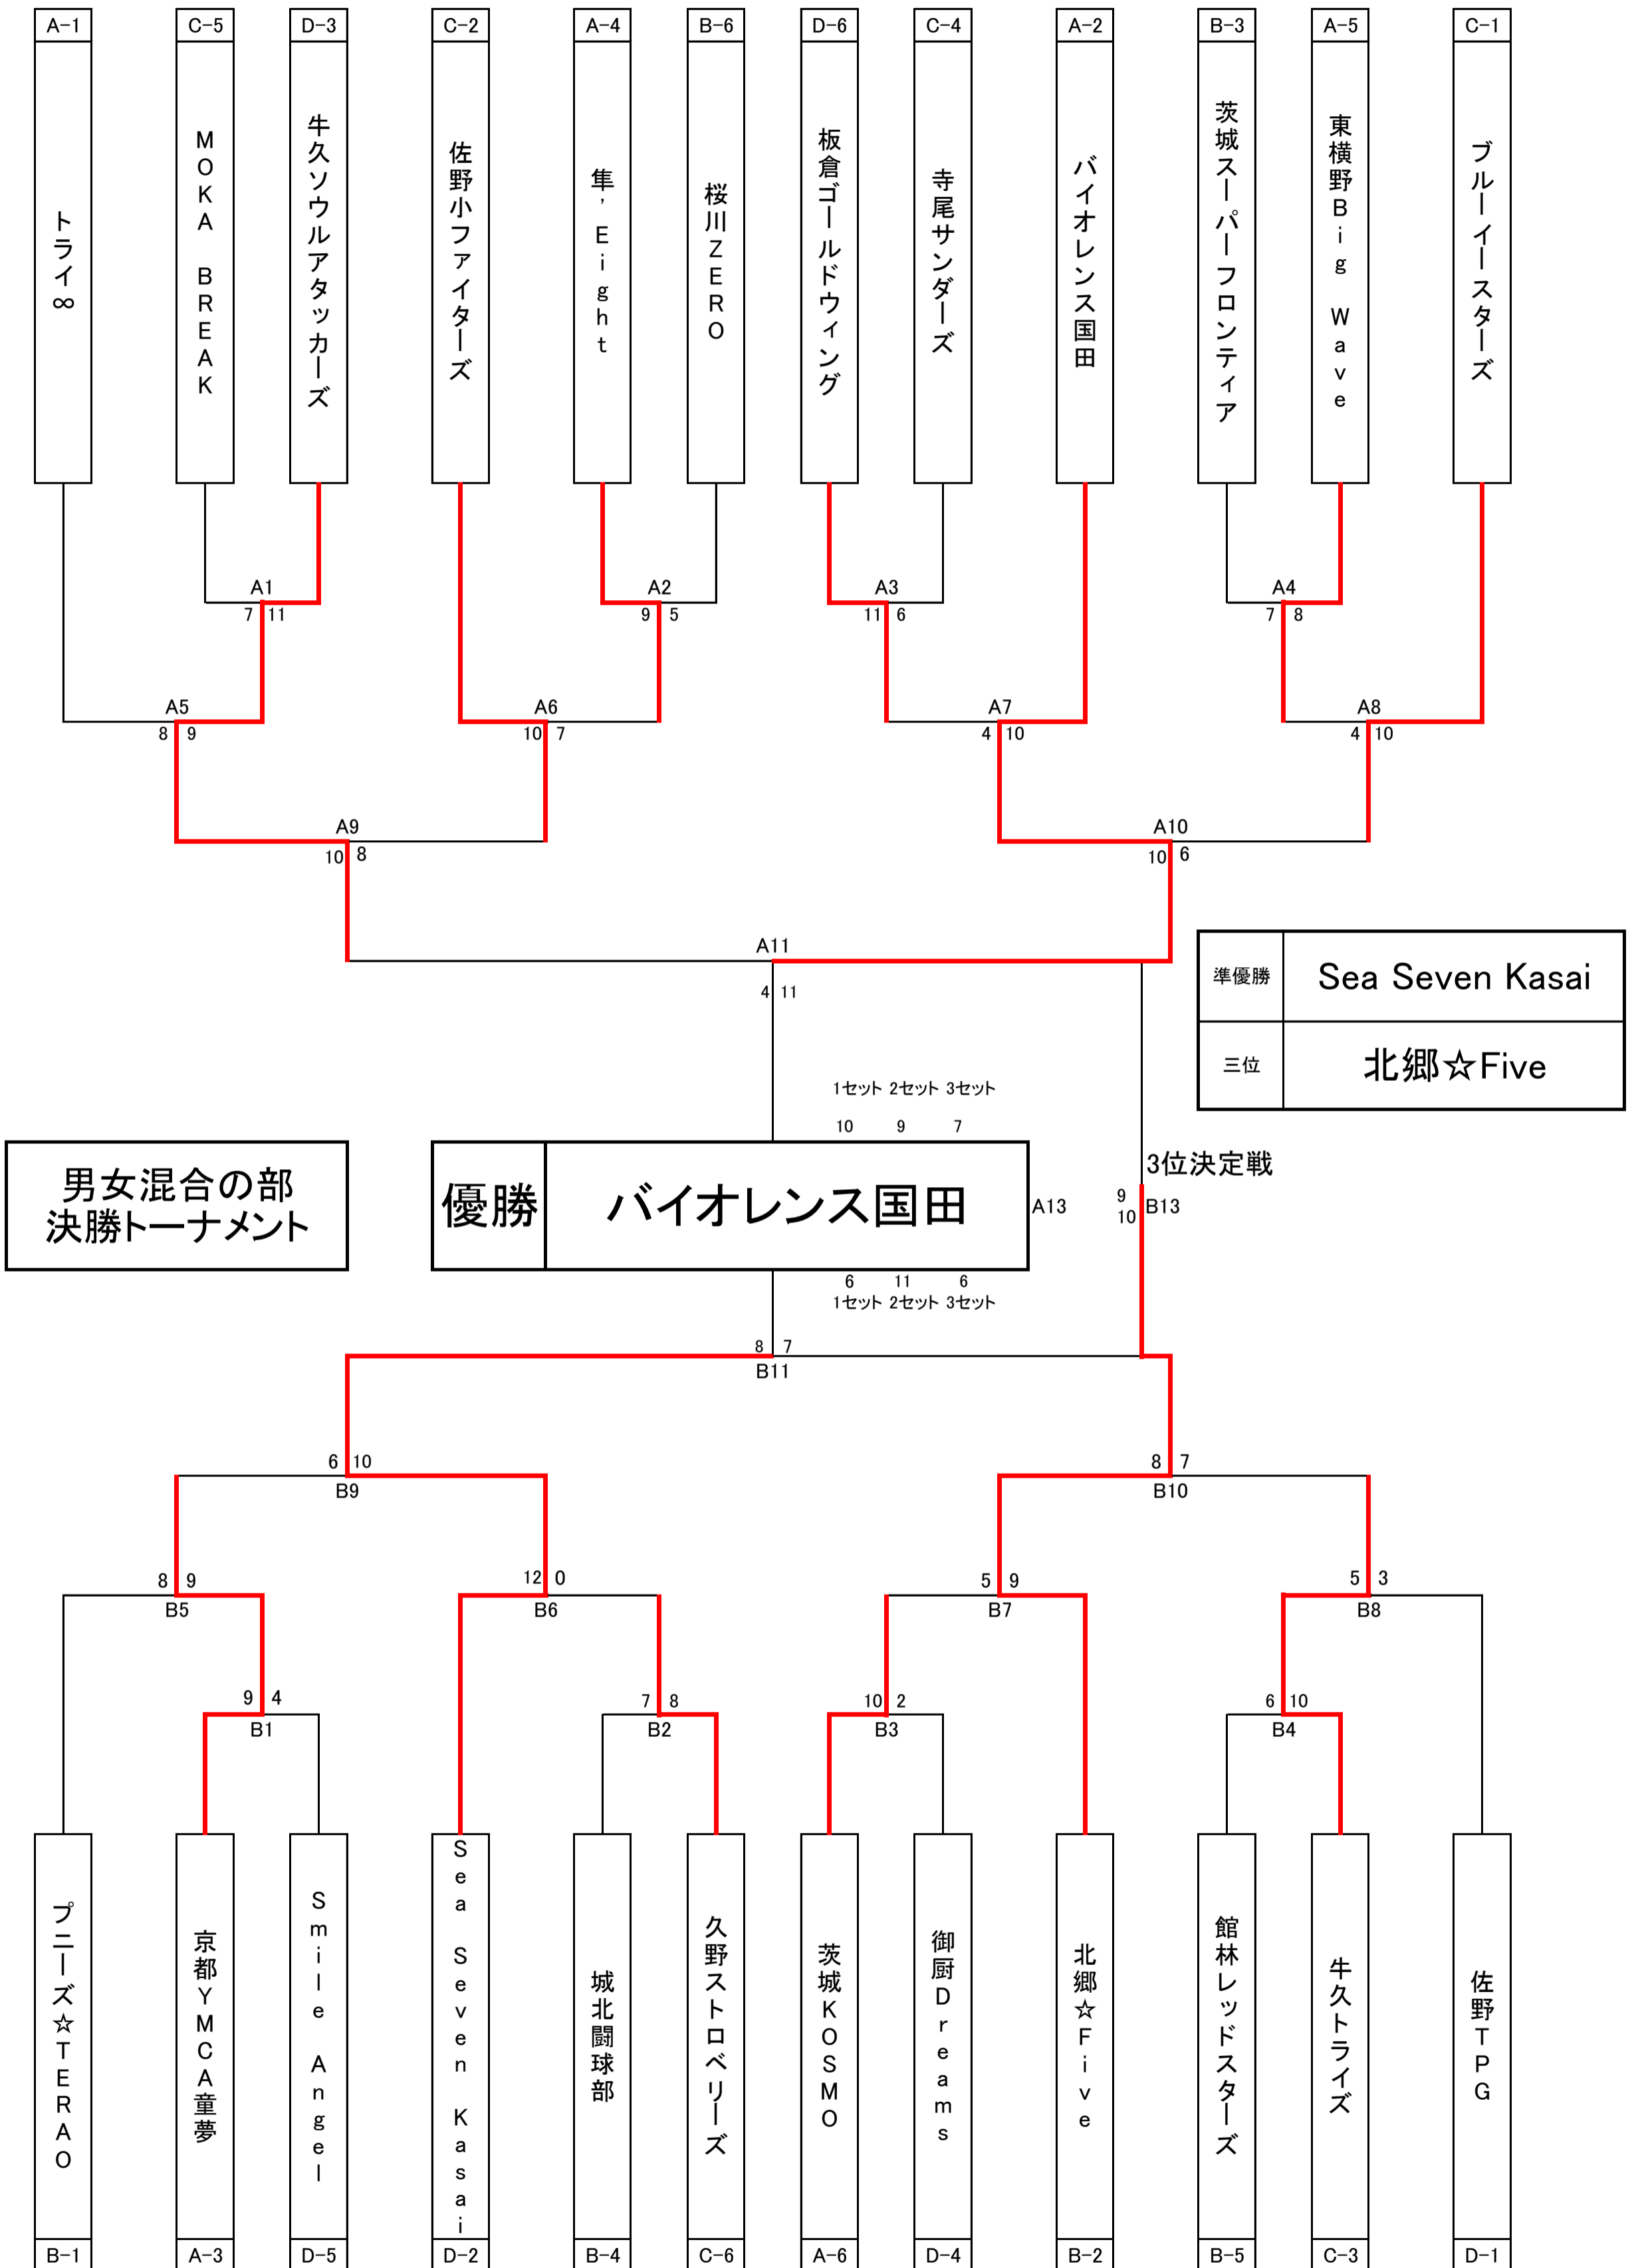 A-1 C-5 D-3 C-2 A-4 B-6 D-6 C-4 A-2 B-3 A-5 C-1
トライ∞
MOKA BREAK
牛久ソウルアタッカーズ
佐野小ファイターズ
隼’Eight
桜川ZERO
板倉ゴールドウィング
寺尾サンダーズ
バイオレンス国田
茨城スーパーフロンティア
東横野Big Wave
ブルーイースターズ
A1 A2 A3 A4
7 11 9 5 11 6 7 8
A5 A6 A7 A8
8 9 10 7 4 10 4 10
A9 A10
10 8 10 6
A11
4 11
準優勝 Sea Seven Kasai
三位 北郷☆Five
1セット 2セット 3セット
10 9 7
男女混合の部
決勝トーナメント
優勝 バイオレンス国田
A13
3位決定戦
9
10 B13
6 11 6
1セット 2セット 3セット
8 7
B11
6 10 8 7
B9 B10
8 9 12 0 5 9 5 3
B5 B6 B7 B8
9 4 7 8 10 2 6 10
B1 B2 B3 B4
プニーズ☆TERAO
京都YMCA童夢
Smile Angel
Sea Seven Kasai
城北闘球部
久野ストロベリーズ
茨城KOSMO
御厨Dreams
北郷☆Five
館林レッドスターズ
牛久トライズ
佐野TPG
B-1 A-3 D-5 D-2 B-4 C-6 A-6 D-4 B-2 B-5 C-3 D-1